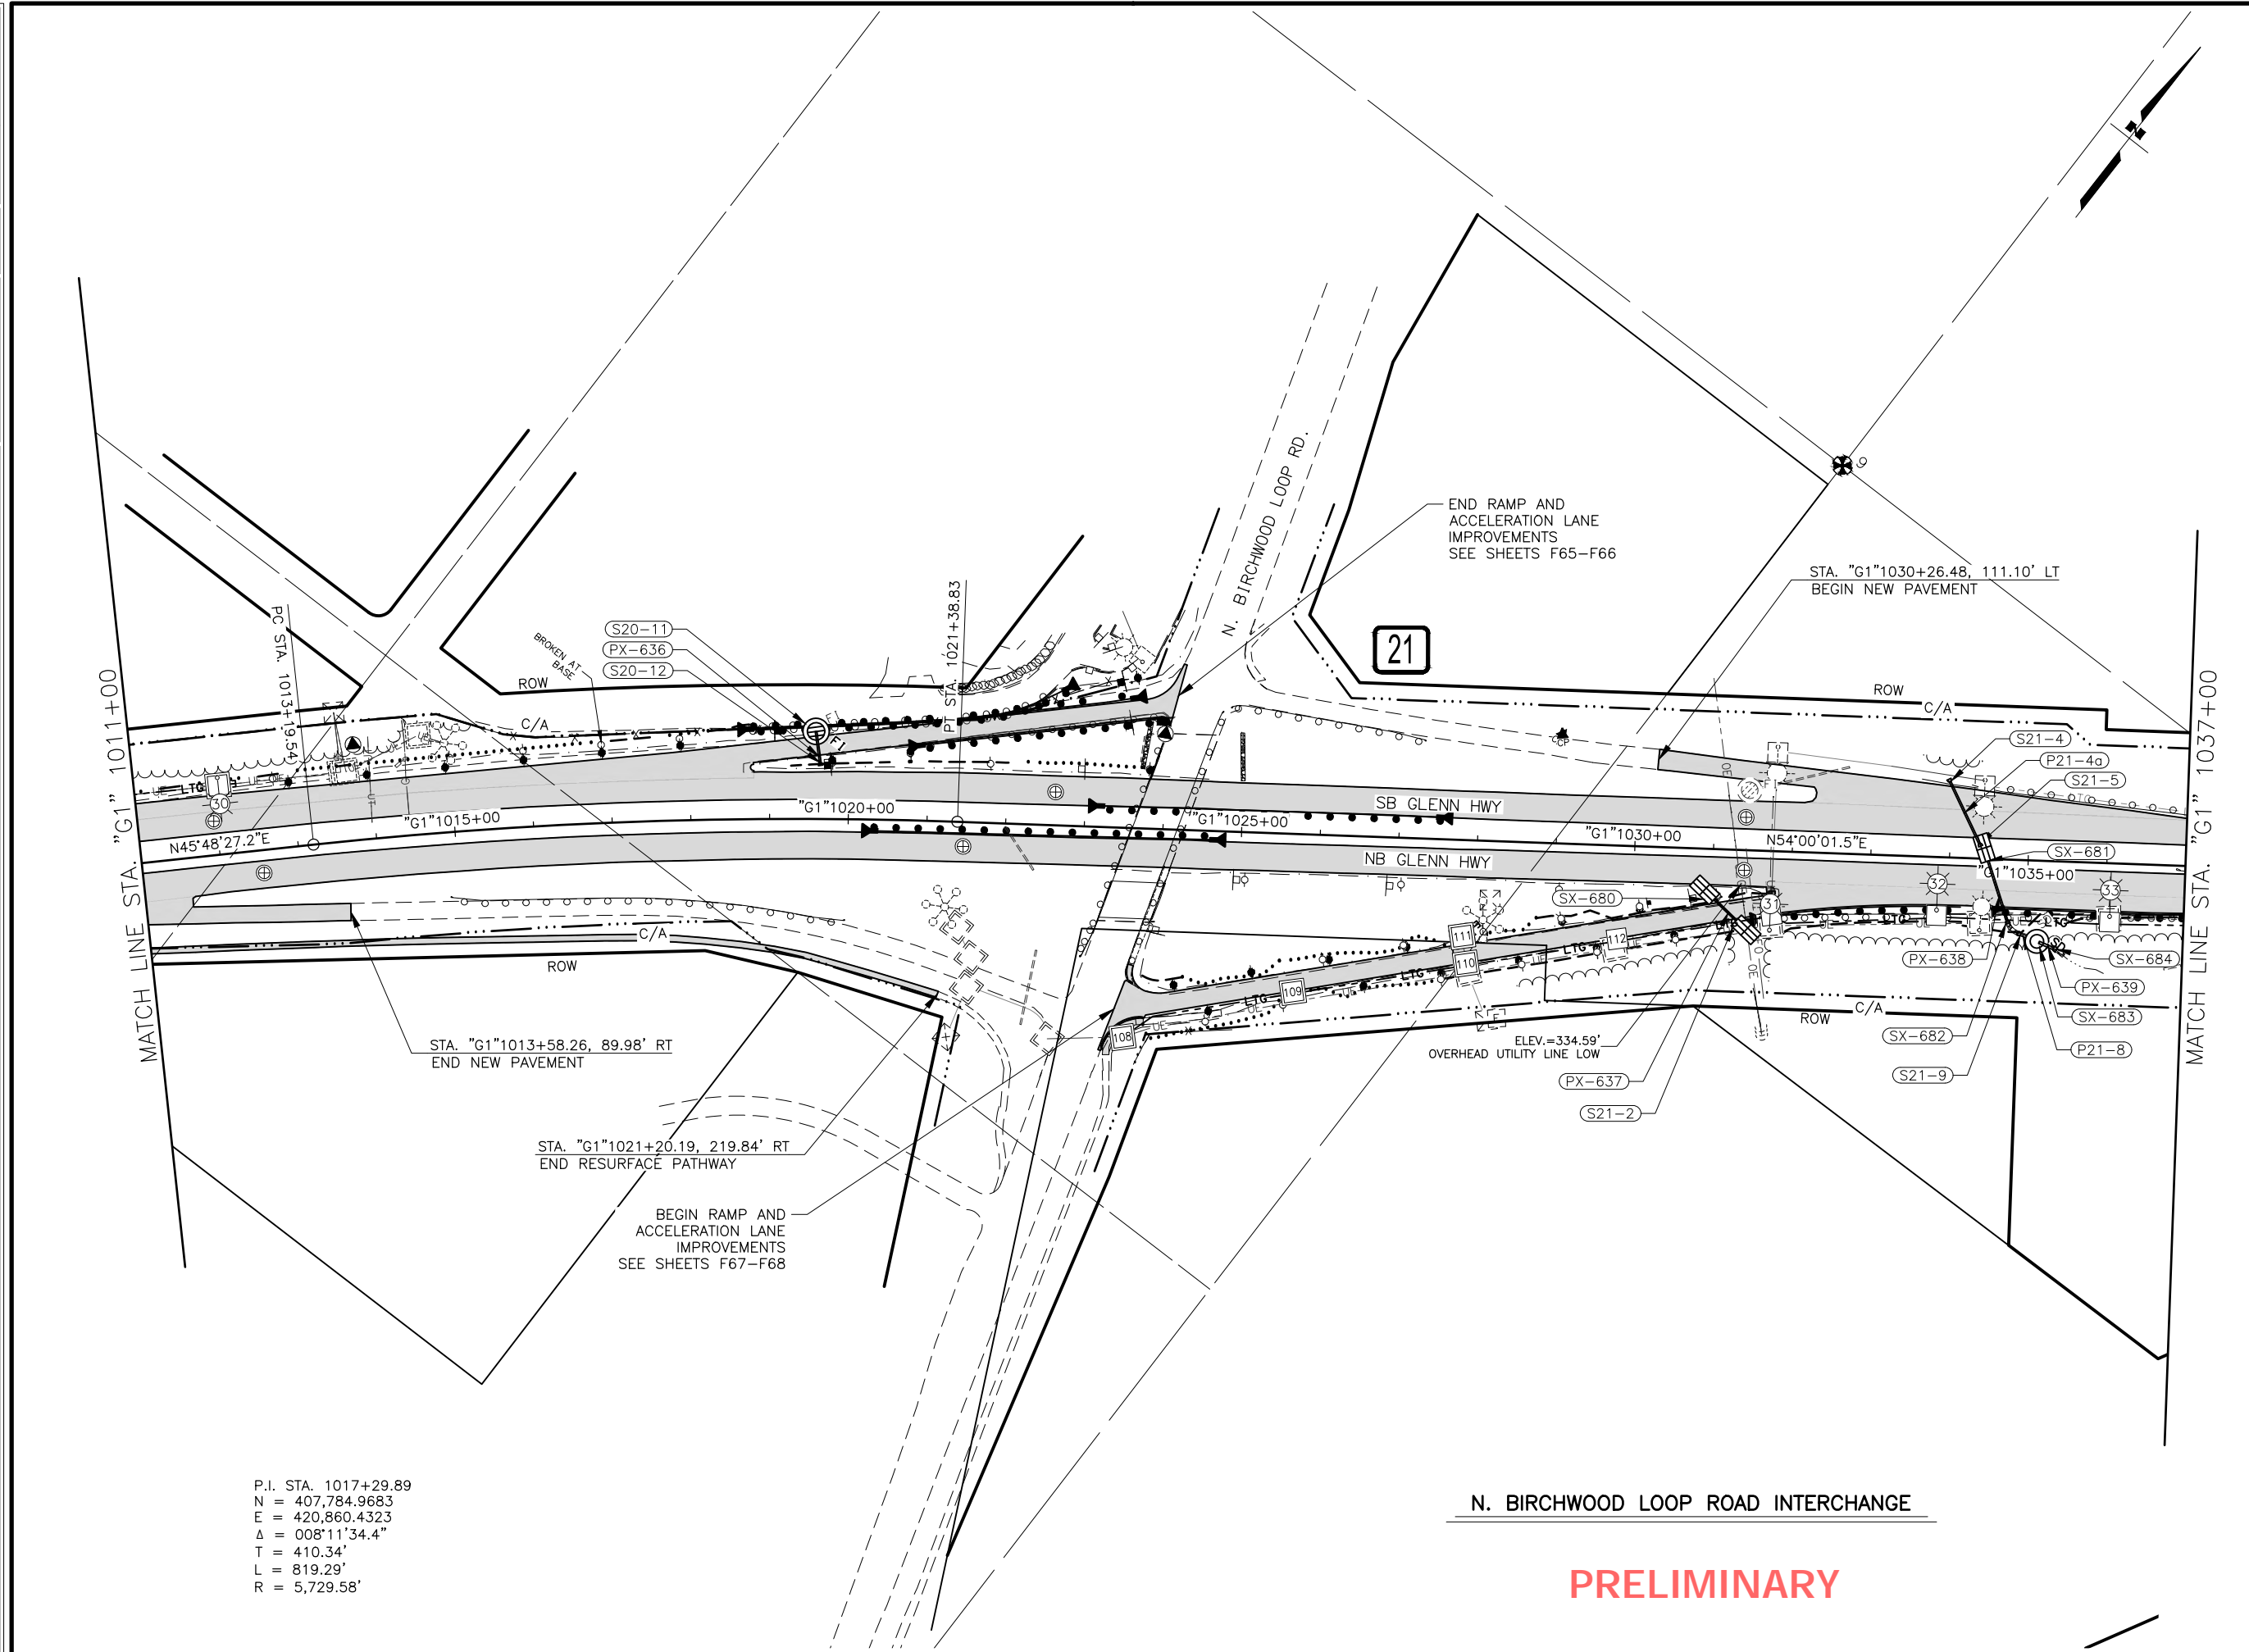 N
9
N. BIRCHWOOD LOOP RD.
END RAMP AND
ACCELERATION LANE
IMPROVEMENTS
SEE SHEETS F65-F66
STA. "G1"1030+26.48, 111.10' LT
BEGIN NEW PAVEMENT
21
MATCH LINE STA. "G1" 1011+00
PC STA. 1013+19.54
BROKEN AT
BASE
S20-11
PX-636
S20-12
PT STA. 1021+38.83
ROW
C/A
ROW
C/A
MATCH LINE STA. "G1" 1037+00
S21-4
P21-4a
S21-5
SX-681
LTG
30
N45°48'27.2"E
"G1"1015+00
"G1"1020+00
"G1"1025+00
"G1"1030+00
N54°00'01.5"E
"G1"1035+00
SB GLENN HWY
NB GLENN HWY
SX-680
31
32
33
LTG
LTG
111
110
112
109
108
LTG
LTG
UE
OE
C/A
ROW
C/A
ROW
PX-638
SX-682
S21-9
SX-684
PX-639
SX-683
P21-8
ELEV.=334.59'
OVERHEAD UTILITY LINE LOW
PX-637
S21-2
STA. "G1"1013+58.26, 89.98' RT
END NEW PAVEMENT
STA. "G1"1021+20.19, 219.84' RT
END RESURFACE PATHWAY
BEGIN RAMP AND
ACCELERATION LANE
IMPROVEMENTS
SEE SHEETS F67-F68
P.I. STA. 1017+29.89
N = 407,784.9683
E = 420,860.4323
Δ = 008°11'34.4"
T = 410.34'
L = 819.29'
R = 5,729.58'
N. BIRCHWOOD LOOP ROAD INTERCHANGE
PRELIMINARY